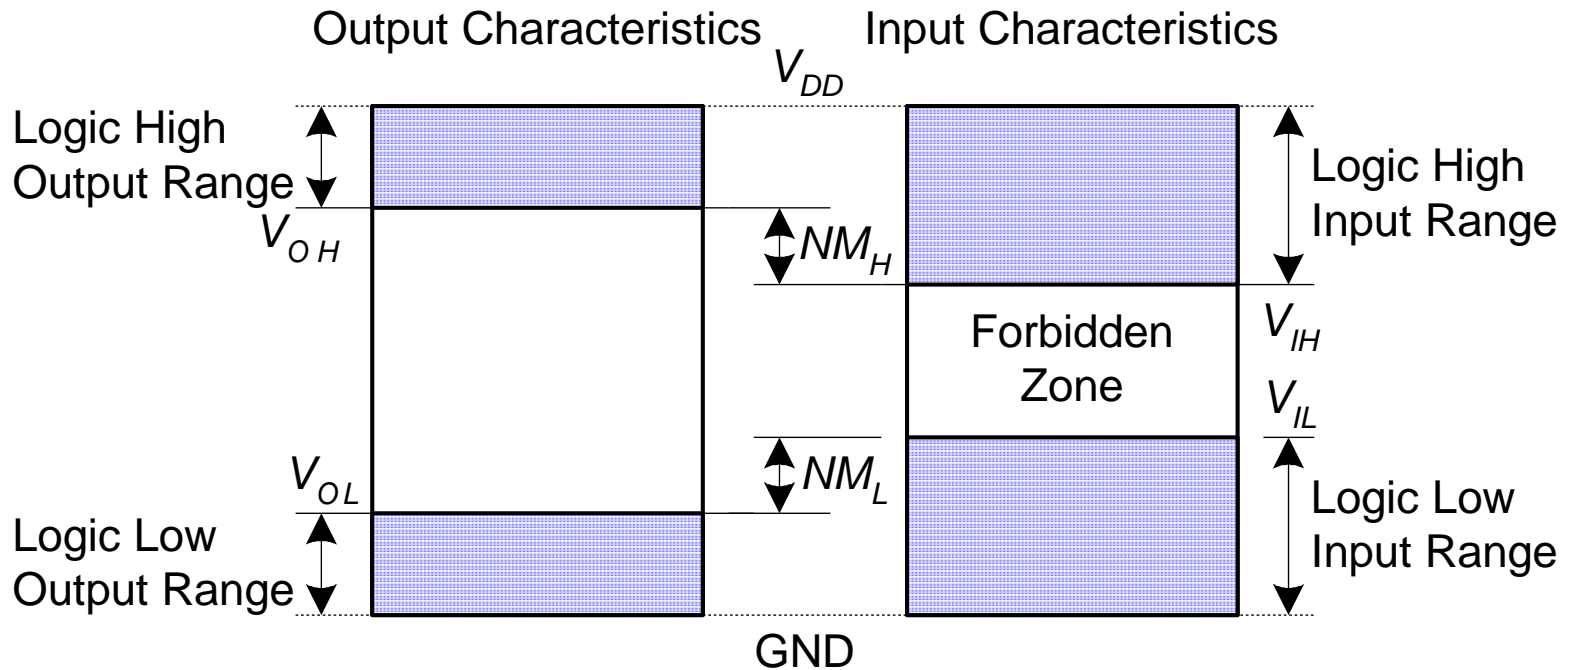 Output Characteristics
Input Characteristics
V_DD
Logic High
Output Range
Logic High
Input Range
V_OH
NM_H
V_IH
Forbidden
Zone
V_IL
V_OL
NM_L
Logic Low
Output Range
Logic Low
Input Range
GND